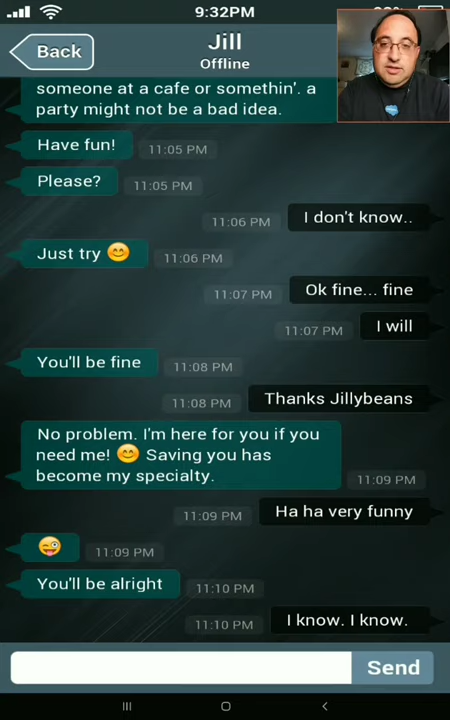 9:32PM
Back
Jill
Offline
someone at a cafe or somethin'. a
party might not be a bad idea.
Have fun!
11:05 PM
Please?
11:05 PM
11:06 PM
I don't know..
Just try 😊
11:06 PM
11:07 PM
Ok fine... fine
11:07 PM
I will
You'll be fine
11:08 PM
11:08 PM
Thanks Jillybeans
No problem. I'm here for you if you
need me! 😊 Saving you has
become my specialty.
11:09 PM
11:09 PM
Ha ha very funny
😜
11:09 PM
You'll be alright
11:10 PM
11:10 PM
I know. I know.
Send